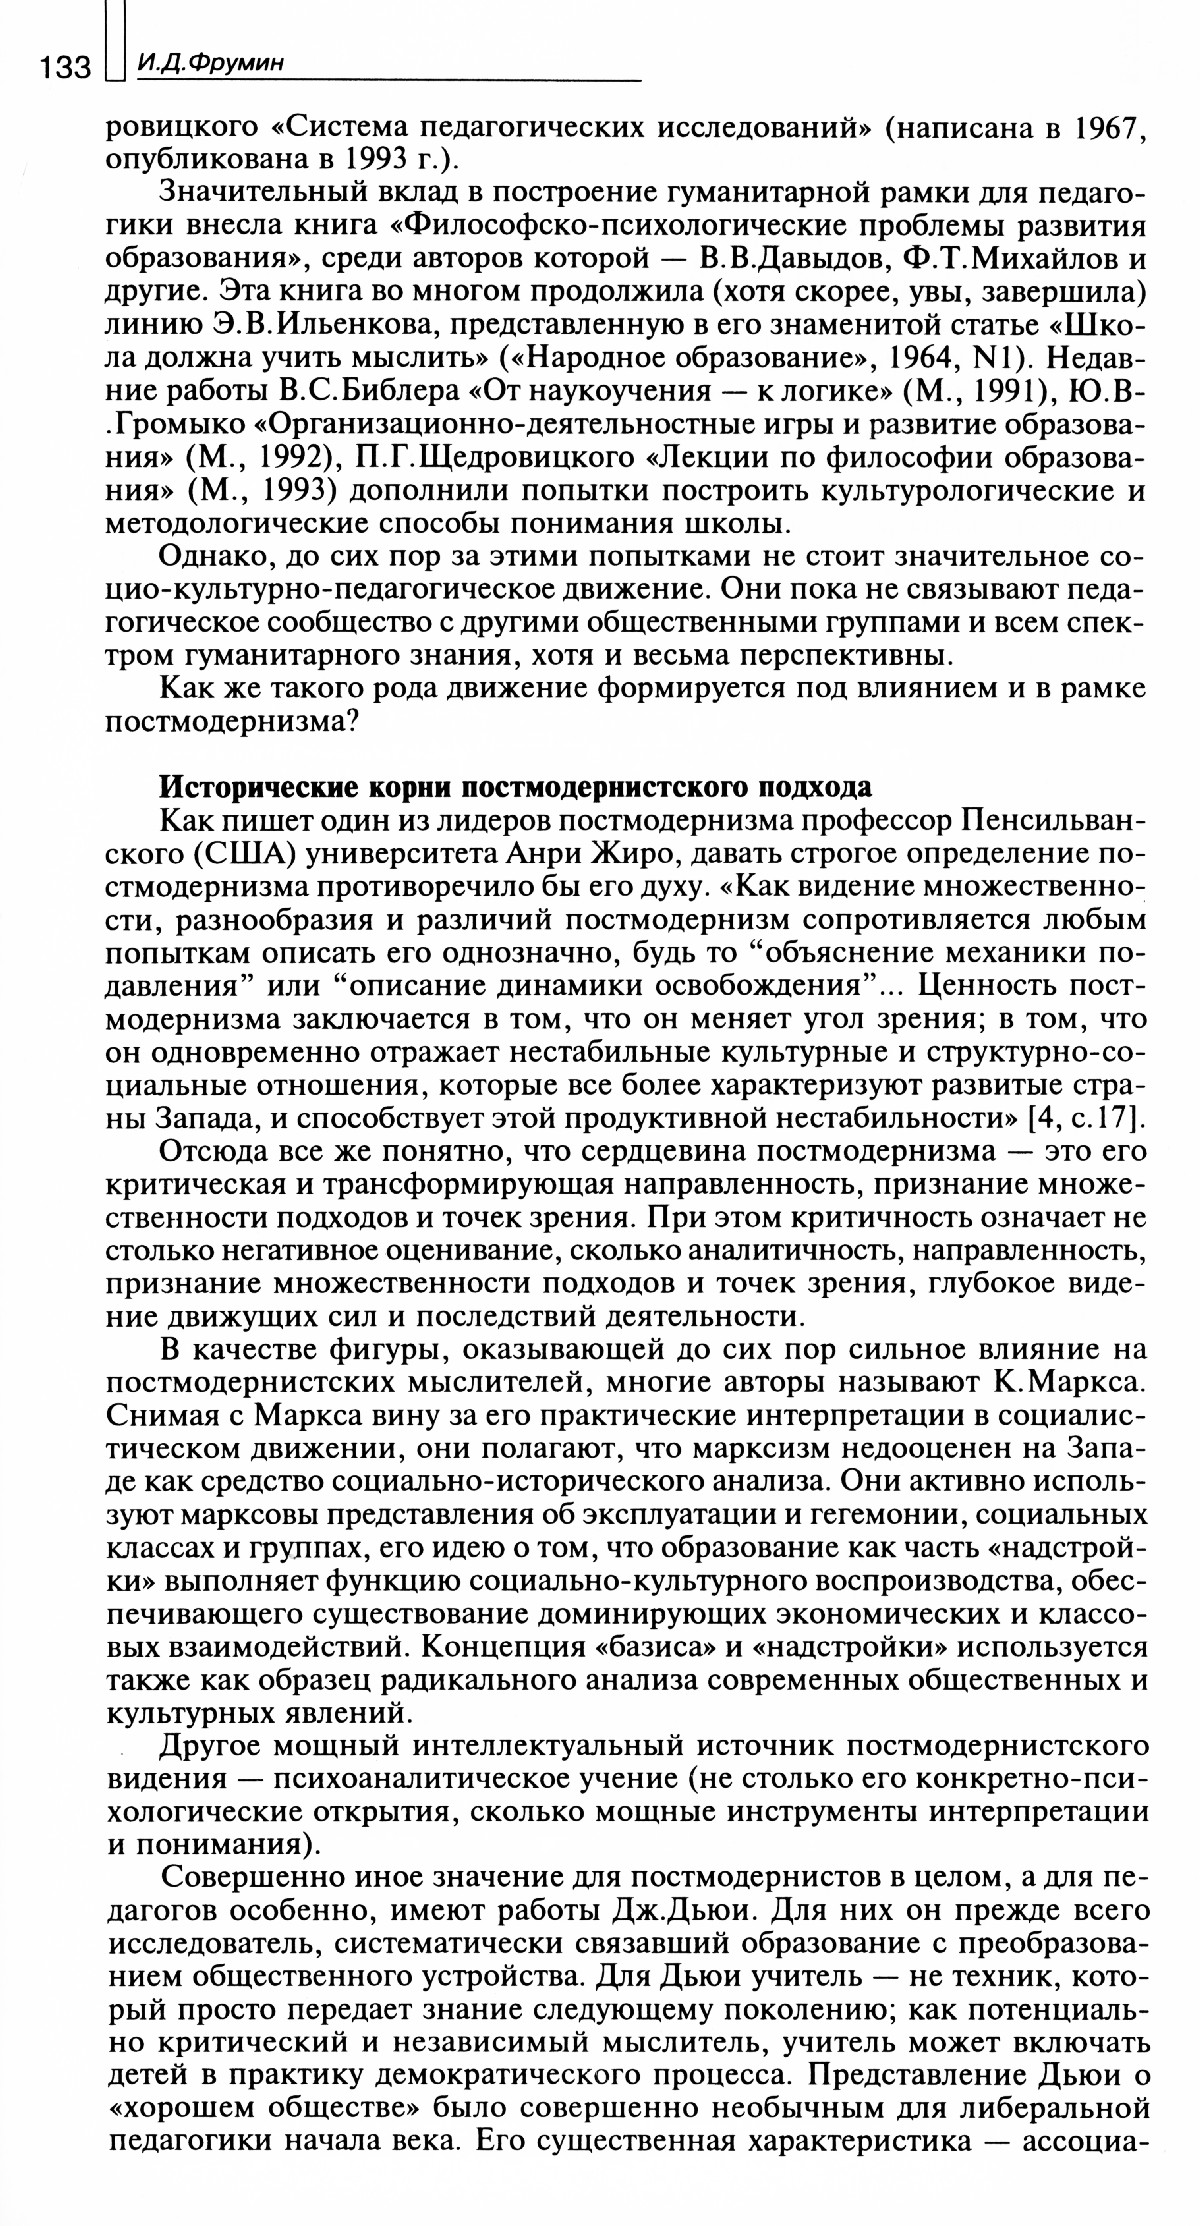 133
И.Д.Фрумин
ровицкого «Система педагогических исследований» (написана в 1967,
опубликована в 1993 г.).
Значительный вклад в построение гуманитарной рамки для педаго-
гики внесла книга «Философско-психологические проблемы развития
образования», среди авторов которой — В.В.Давыдов, Ф.Т.Михайлов и
другие. Эта книга во многом продолжила (хотя скорее, увы, завершила)
линию Э.В.Ильенкова, представленную в его знаменитой статье «Шко-
ла должна учить мыслить» («Народное образование», 1964, N1). Недав-
ние работы В.С.Библера «От наукоучения — к логике» (М., 1991), Ю.В-
.Громыко «Организационно-деятельностные игры и развитие образова-
ния» (М., 1992), П.Г.Щедровицкого «Лекции по философии образова-
ния» (М., 1993) дополнили попытки построить культурологические и
методологические способы понимания школы.
Однако, до сих пор за этими попытками не стоит значительное со-
цио-культурно-педагогическое движение. Они пока не связывают педа-
гогическое сообщество с другими общественными группами и всем спек-
тром гуманитарного знания, хотя и весьма перспективны.
Как же такого рода движение формируется под влиянием и в рамке
постмодернизма?
Исторические корни постмодернистского подхода
Как пишет один из лидеров постмодернизма профессор Пенсильван-
ского (США) университета Анри Жиро, давать строгое определение по-
стмодернизма противоречило бы его духу. «Как видение множественно-
сти, разнообразия и различий постмодернизм сопротивляется любым
попыткам описать его однозначно, будь то “объяснение механики по-
давления” или “описание динамики освобождения”... Ценность пост-
модернизма заключается в том, что он меняет угол зрения; в том, что
он одновременно отражает нестабильные культурные и структурно-со-
циальные отношения, которые все более характеризуют развитые стра-
ны Запада, и способствует этой продуктивной нестабильности» [4, с.17].
Отсюда все же понятно, что сердцевина постмодернизма — это его
критическая и трансформирующая направленность, признание множе-
ственности подходов и точек зрения. При этом критичность означает не
столько негативное оценивание, сколько аналитичность, направленность,
признание множественности подходов и точек зрения, глубокое виде-
ние движущих сил и последствий деятельности.
В качестве фигуры, оказывающей до сих пор сильное влияние на
постмодернистских мыслителей, многие авторы называют К.Маркса.
Снимая с Маркса вину за его практические интерпретации в социалис-
тическом движении, они полагают, что марксизм недооценен на Запа-
де как средство социально-исторического анализа. Они активно исполь-
зуют марксовы представления об эксплуатации и гегемонии, социальных
классах и группах, его идею о том, что образование как часть «надстрой-
ки» выполняет функцию социально-культурного воспроизводства, обес-
печивающего существование доминирующих экономических и классо-
вых взаимодействий. Концепция «базиса» и «надстройки» используется
также как образец радикального анализа современных общественных и
культурных явлений.
Другое мощный интеллектуальный источник постмодернистского
видения — психоаналитическое учение (не столько его конкретно-пси-
хологические открытия, сколько мощные инструменты интерпретации
и понимания).
Совершенно иное значение для постмодернистов в целом, а для пе-
дагогов особенно, имеют работы Дж.Дьюи. Для них он прежде всего
исследователь, систематически связавший образование с преобразова-
нием общественного устройства. Для Дьюи учитель — не техник, кото-
рый просто передает знание следующему поколению; как потенциаль-
но критический и независимый мыслитель, учитель может включать
детей в практику демократического процесса. Представление Дьюи о
«хорошем обществе» было совершенно необычным для либеральной
педагогики начала века. Его существенная характеристика — ассоциа-